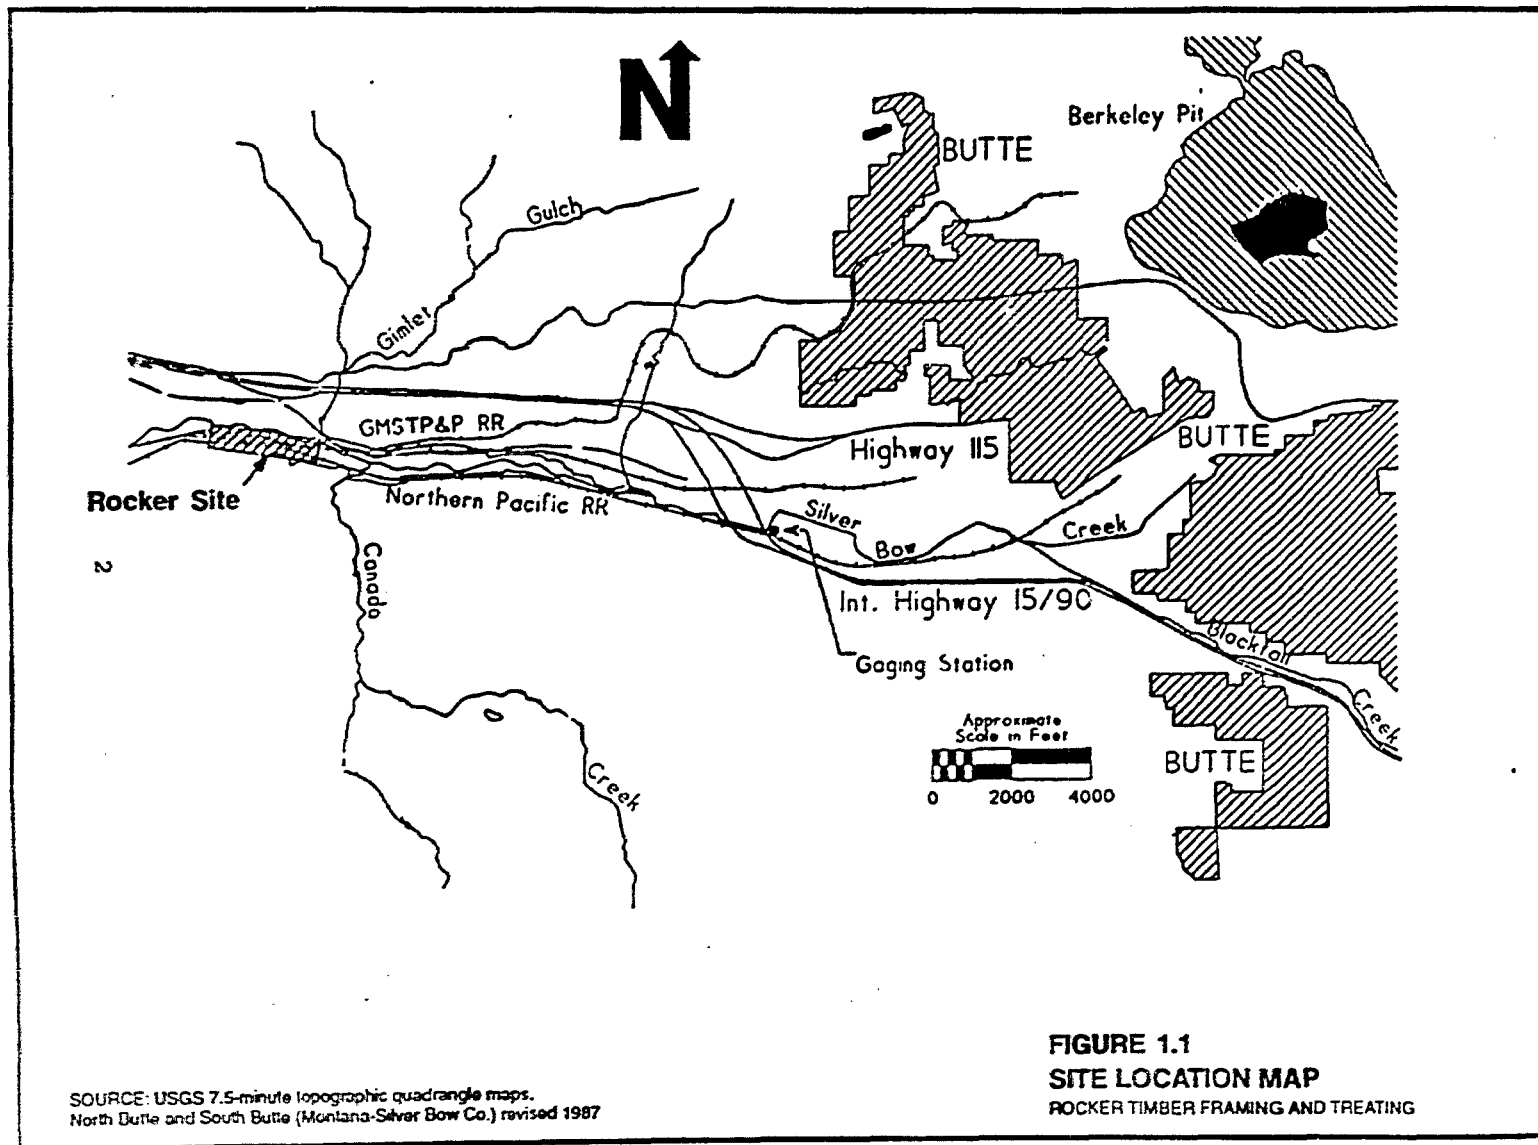 N
Berkeley Pit
BUTTE
Gulch
Gimlet
GMSTP&P RR
Highway 115
BUTTE
Rocker Site
Northern Pacific RR
Silver
Bow
Creek
2
Canada
Int. Highway 15/90
Blacktail
Creek
Gaging Station
Approximate
Scale in Feet
0 2000 4000
BUTTE
Creek
FIGURE 1.1
SITE LOCATION MAP
ROCKER TIMBER FRAMING AND TREATING
SOURCE: USGS 7.5-minute topographic quadrangle maps.
North Butte and South Butte (Montana-Silver Bow Co.) revised 1987